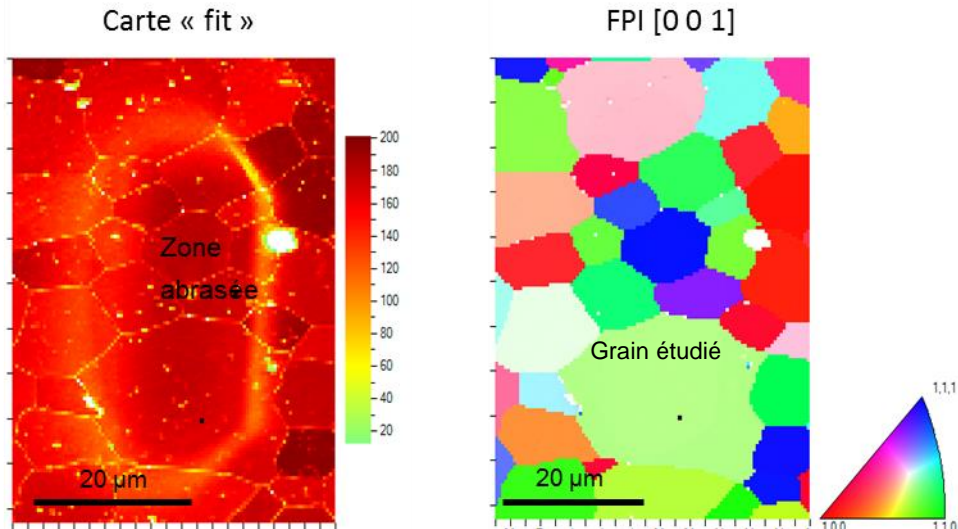 Carte « fit »
FPI [0 0 1]
200
180
160
140
120
100
80
60
40
20
Zone
abrasée
20 µm
Grain étudié
20 µm
1,1,1
1,0,0
1,1,0